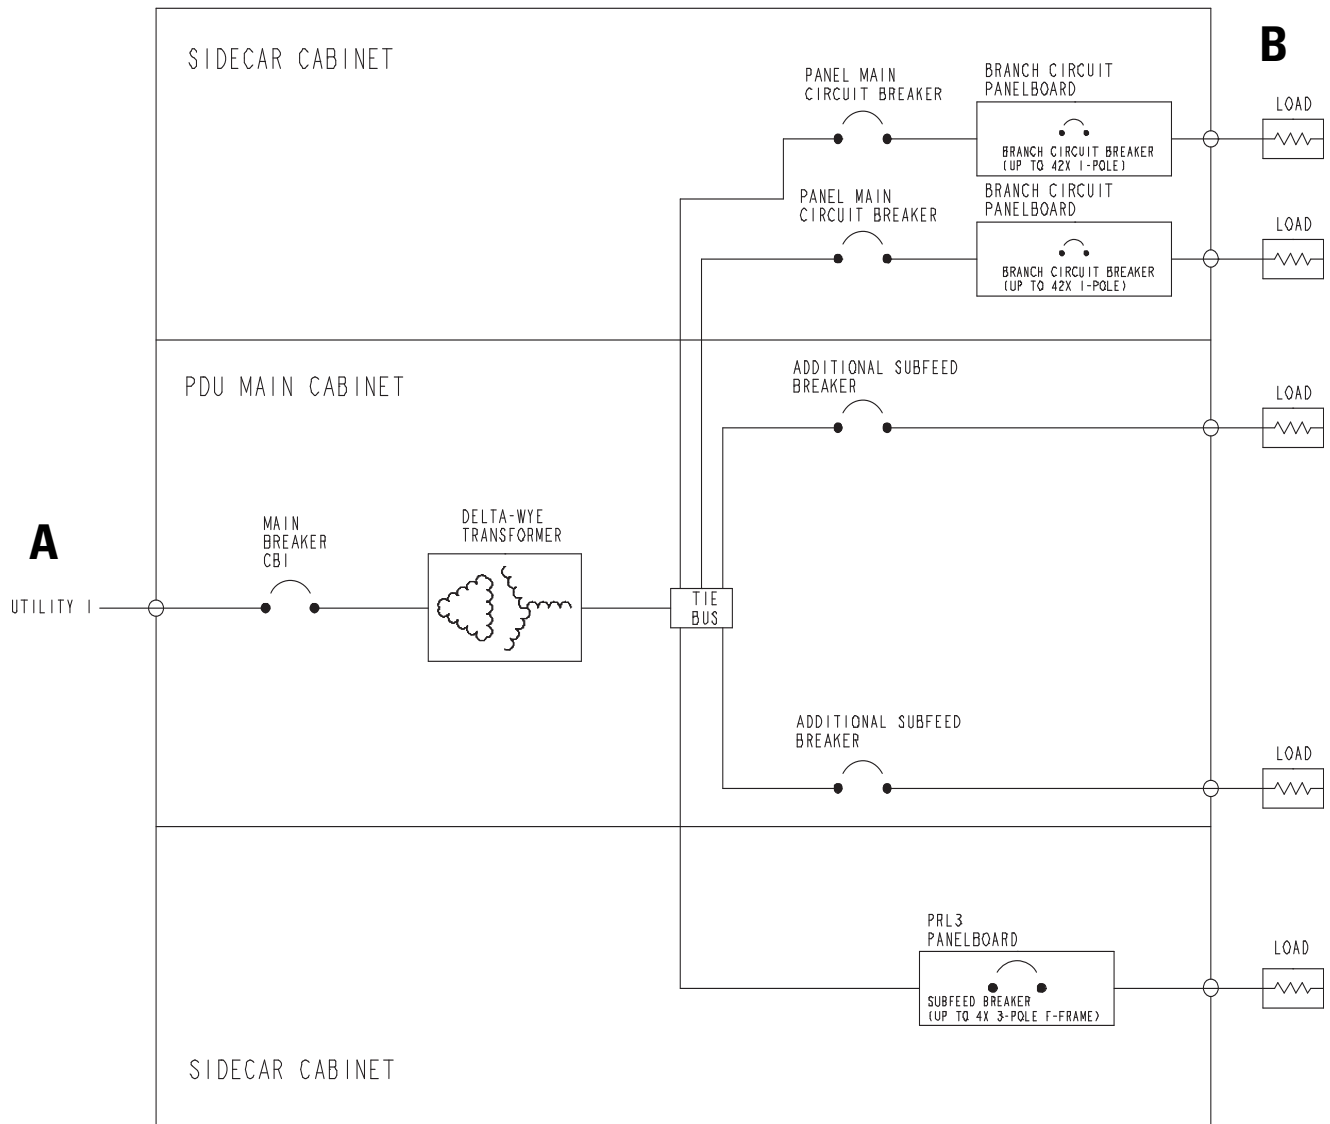 SIDECAR CABINET
B
PANEL MAIN
CIRCUIT BREAKER
BRANCH CIRCUIT
PANELBOARD
LOAD
BRANCH CIRCUIT BREAKER
(UP TO 42X 1-POLE)
PANEL MAIN
CIRCUIT BREAKER
BRANCH CIRCUIT
PANELBOARD
LOAD
BRANCH CIRCUIT BREAKER
(UP TO 42X 1-POLE)
PDU MAIN CABINET
ADDITIONAL SUBFEED
BREAKER
LOAD
A
UTILITY 1
MAIN
BREAKER
CB1
DELTA-WYE
TRANSFORMER
TIE
BUS
ADDITIONAL SUBFEED
BREAKER
LOAD
PRL3
PANELBOARD
LOAD
SUBFEED BREAKER
(UP TO 4X 3-POLE F-FRAME)
SIDECAR CABINET